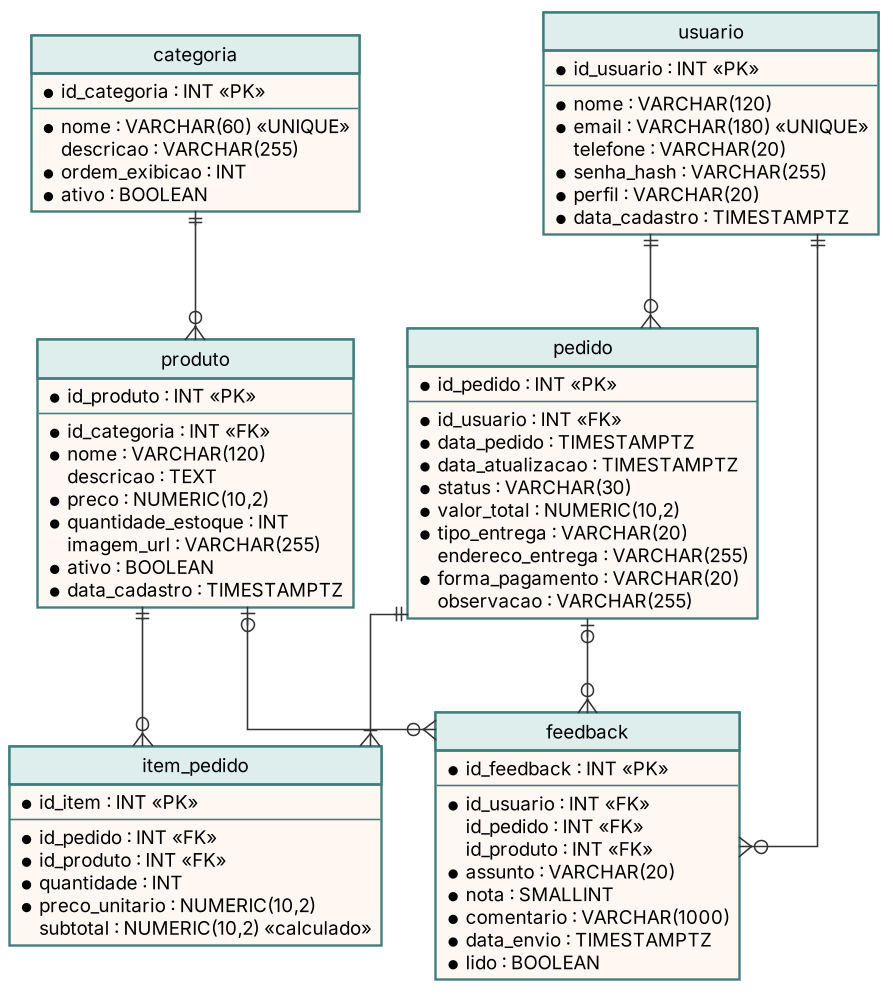 categoria
id_categoria : INT «PK»
nome : VARCHAR(60) «UNIQUE»
descricao : VARCHAR(255)
ordem_exibicao : INT
ativo : BOOLEAN
usuario
id_usuario : INT «PK»
nome : VARCHAR(120)
email : VARCHAR(180) «UNIQUE»
telefone : VARCHAR(20)
senha_hash : VARCHAR(255)
perfil : VARCHAR(20)
data_cadastro : TIMESTAMPTZ
produto
id_produto : INT «PK»
id_categoria : INT «FK»
nome : VARCHAR(120)
descricao : TEXT
preco : NUMERIC(10,2)
quantidade_estoque : INT
imagem_url : VARCHAR(255)
ativo : BOOLEAN
data_cadastro : TIMESTAMPTZ
pedido
id_pedido : INT «PK»
id_usuario : INT «FK»
data_pedido : TIMESTAMPTZ
data_atualizacao : TIMESTAMPTZ
status : VARCHAR(30)
valor_total : NUMERIC(10,2)
tipo_entrega : VARCHAR(20)
endereco_entrega : VARCHAR(255)
forma_pagamento : VARCHAR(20)
observacao : VARCHAR(255)
item_pedido
id_item : INT «PK»
id_pedido : INT «FK»
id_produto : INT «FK»
quantidade : INT
preco_unitario : NUMERIC(10,2)
subtotal : NUMERIC(10,2) «calculado»
feedback
id_feedback : INT «PK»
id_usuario : INT «FK»
id_pedido : INT «FK»
id_produto : INT «FK»
assunto : VARCHAR(20)
nota : SMALLINT
comentario : VARCHAR(1000)
data_envio : TIMESTAMPTZ
lido : BOOLEAN